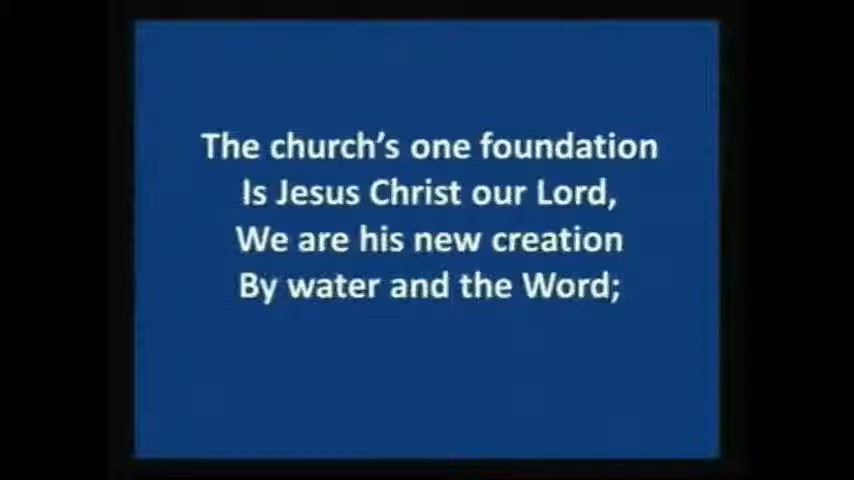 The church’s one foundation
Is Jesus Christ our Lord,
We are his new creation
By water and the Word;